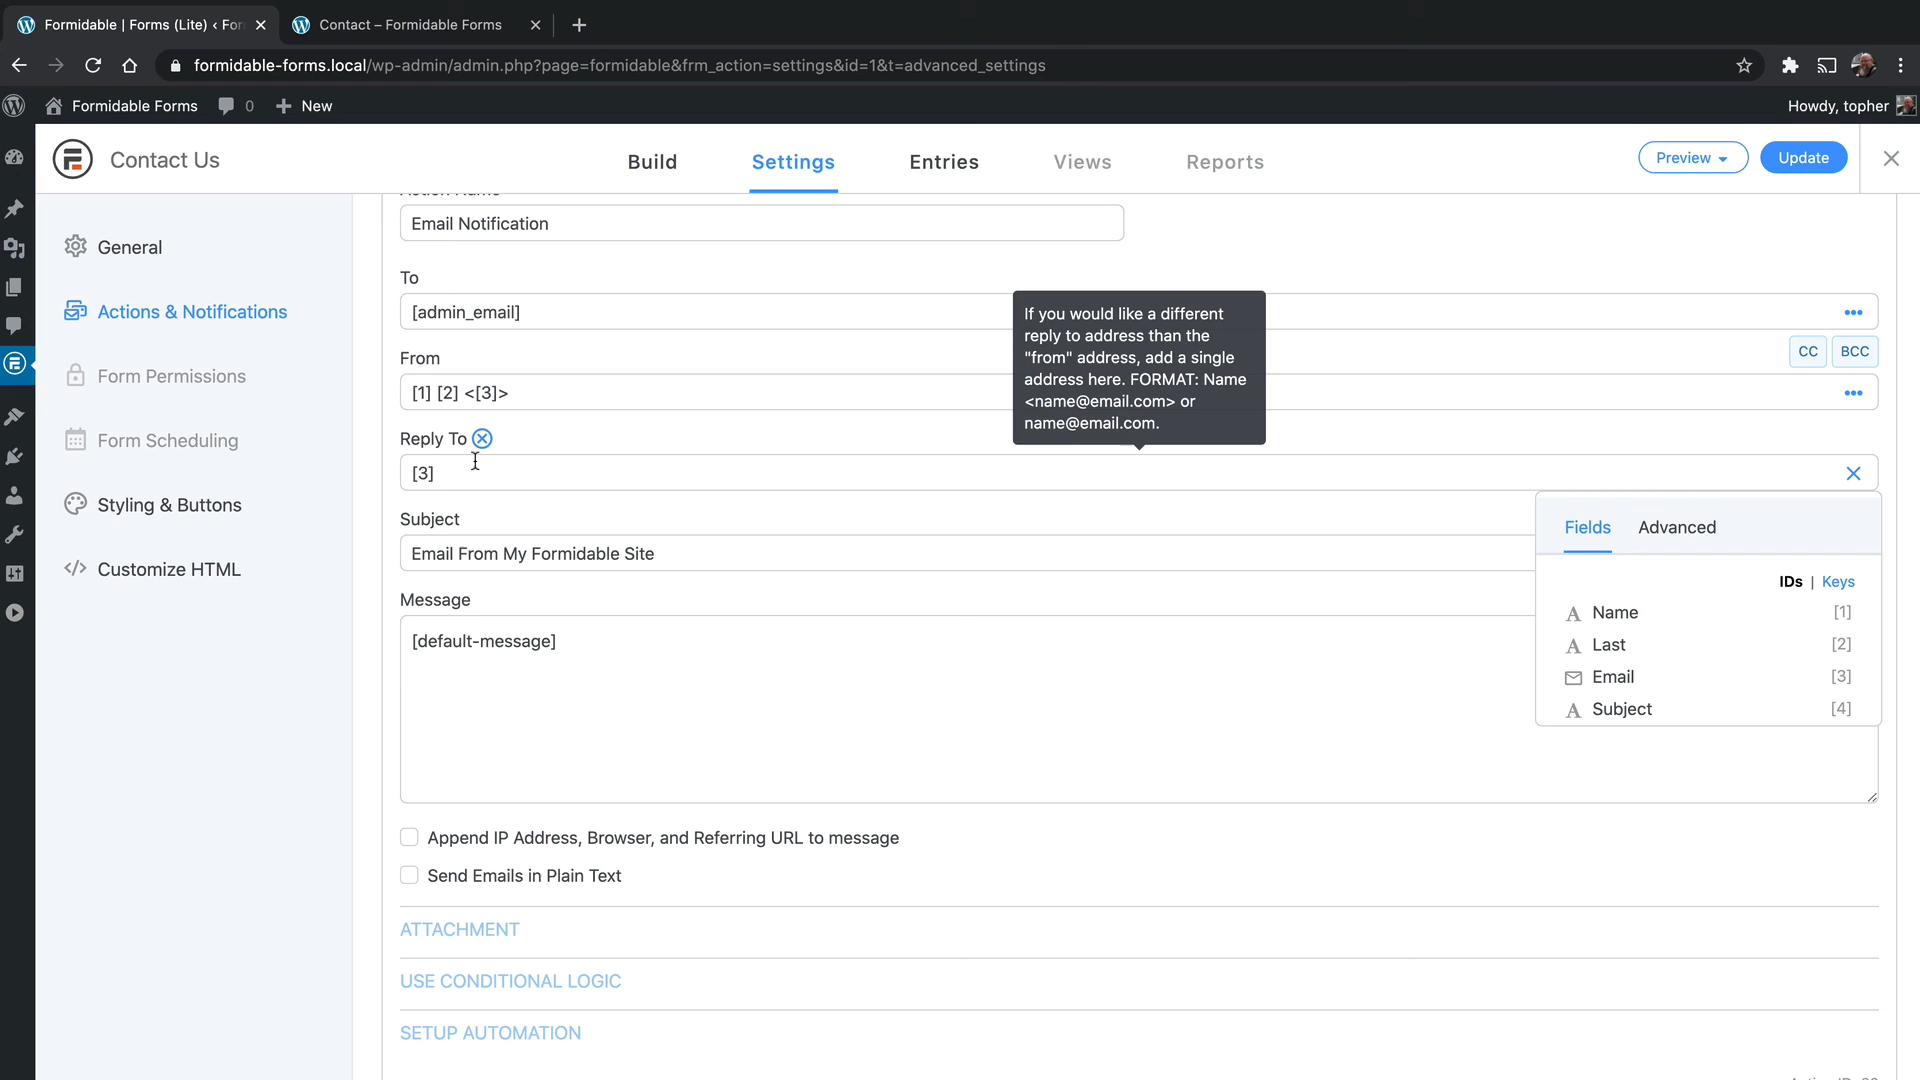 Formidable | Forms (Lite) ‹ For
Contact – Formidable Forms
formidable-forms.local/wp-admin/admin.php?page=formidable&frm_action=settings&id=1&t=advanced_settings
Formidable Forms
0
New
Howdy, topher
Contact Us
Build
Settings
Entries
Views
Reports
Preview
Update
General
Actions & Notifications
Form Permissions
Form Scheduling
Styling & Buttons
Customize HTML
Action Name
Email Notification
To
[admin_email]
CC
BCC
From
[1] [2] <[3]>
If you would like a different
reply to address than the
"from" address, add a single
address here. FORMAT: Name
<name@email.com> or
name@email.com.
Reply To
[3]
Subject
Email From My Formidable Site
Message
[default-message]
Fields
Advanced
IDs | Keys
Name [1]
Last [2]
Email [3]
Subject [4]
Append IP Address, Browser, and Referring URL to message
Send Emails in Plain Text
ATTACHMENT
USE CONDITIONAL LOGIC
SETUP AUTOMATION